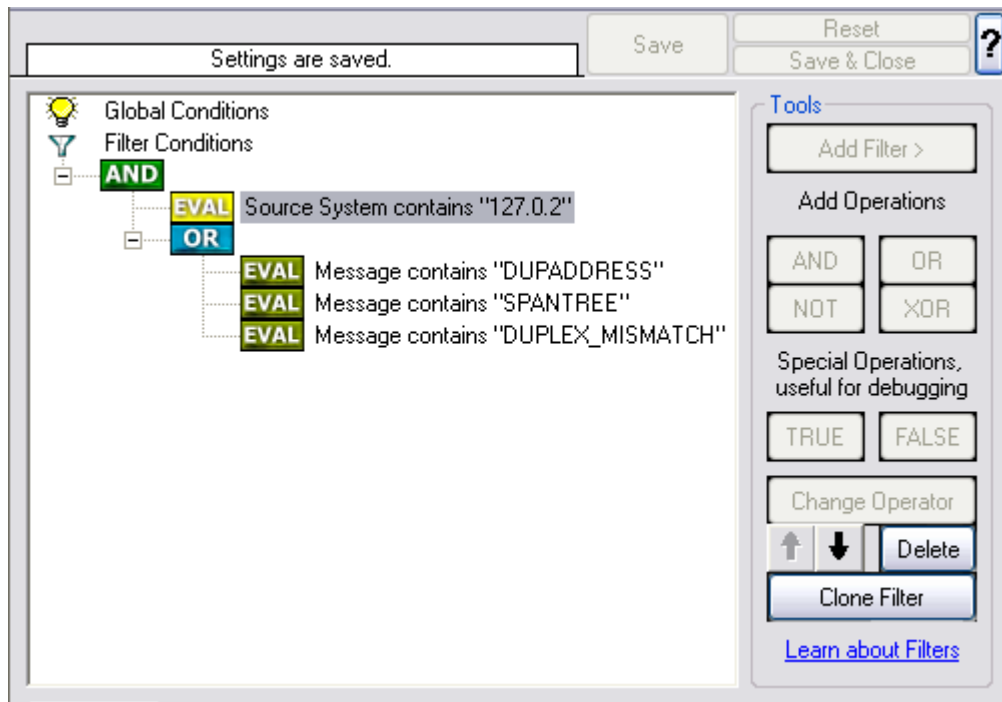 Settings are saved.
Save
Reset
Save & Close
?
Global Conditions
Filter Conditions
AND
EVAL Source System contains "127.0.2"
OR
EVAL Message contains "DUPADDRESS"
EVAL Message contains "SPANTREE"
EVAL Message contains "DUPLEX_MISMATCH"
Tools
Add Filter >
Add Operations
AND OR
NOT XOR
Special Operations,
useful for debugging
TRUE FALSE
Change Operator
Delete
Clone Filter
Learn about Filters